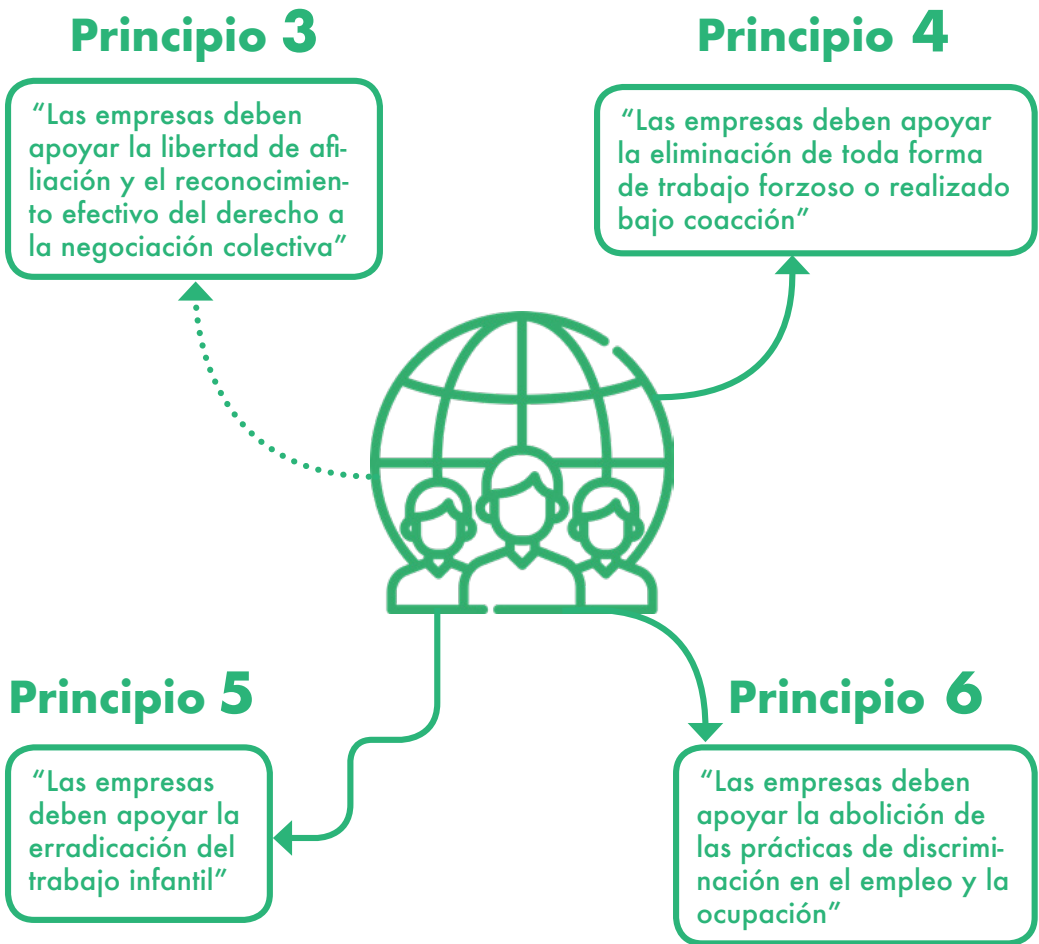 Principio 3
“Las empresas deben
apoyar la libertad de afi-
liación y el reconocimien-
to efectivo del derecho a
la negociación colectiva”
Principio 4
“Las empresas deben apoyar
la eliminación de toda forma
de trabajo forzoso o realizado
bajo coacción”
Principio 5
“Las empresas
deben apoyar la
erradicación del
trabajo infantil”
Principio 6
“Las empresas deben
apoyar la abolición de
las prácticas de discrimi-
nación en el empleo y la
ocupación”